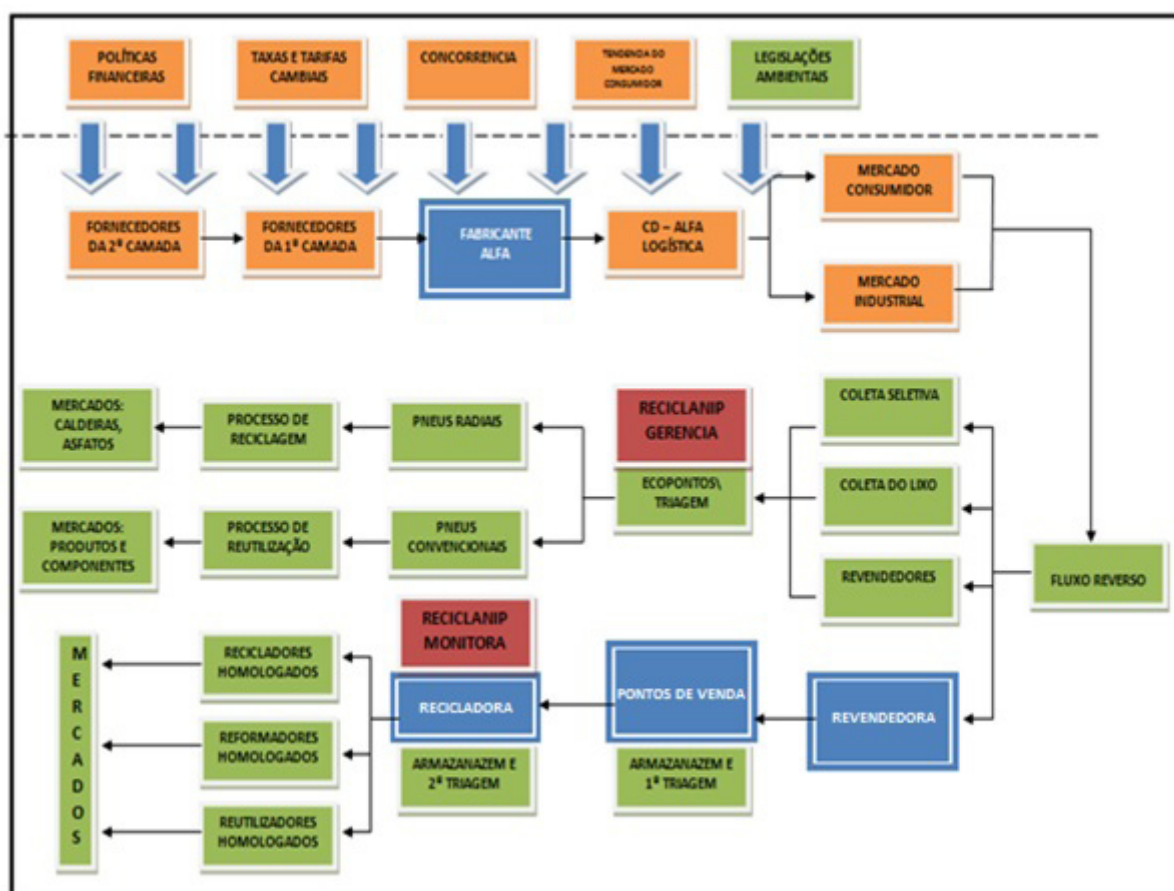 POLÍTICAS
FINANCEIRAS
TAXAS E TARIFAS
CAMBIAIS
CONCORRENCIA
TENDENCIA DO
MERCADO
CONSUMIDOR
LEGISLAÇÕES
AMBIENTAIS
FORNECEDORES
DA 2ª CAMADA
FORNECEDORES
DA 1ª CAMADA
FABRICANTE
ALFA
CD – ALFA
LOGÍSTICA
MERCADO
CONSUMIDOR
MERCADO
INDUSTRIAL
MERCADOS:
CALDEIRAS,
ASFATOS
PROCESSO DE
RECICLAGEM
PNEUS RADIAIS
RECICLANIP
GERENCIA
ECOPONTOS\
TRIAGEM
COLETA SELETIVA
COLETA DO LIXO
REVENDEDORES
FLUXO REVERSO
MERCADOS:
PRODUTOS E
COMPONENTES
PROCESSO DE
REUTILIZAÇÃO
PNEUS
CONVENCIONAIS
RECICLANIP
MONITORA
MERCADOS
RECICLADORES
HOMOLOGADOS
REFORMADORES
HOMOLOGADOS
REUTILIZADORES
HOMOLOGADOS
RECICLADORA
ARMAZANAZEM E
2ª TRIAGEM
PONTOS DE VENDA
ARMAZANAZEM E
1ª TRIAGEM
REVENDEDORA